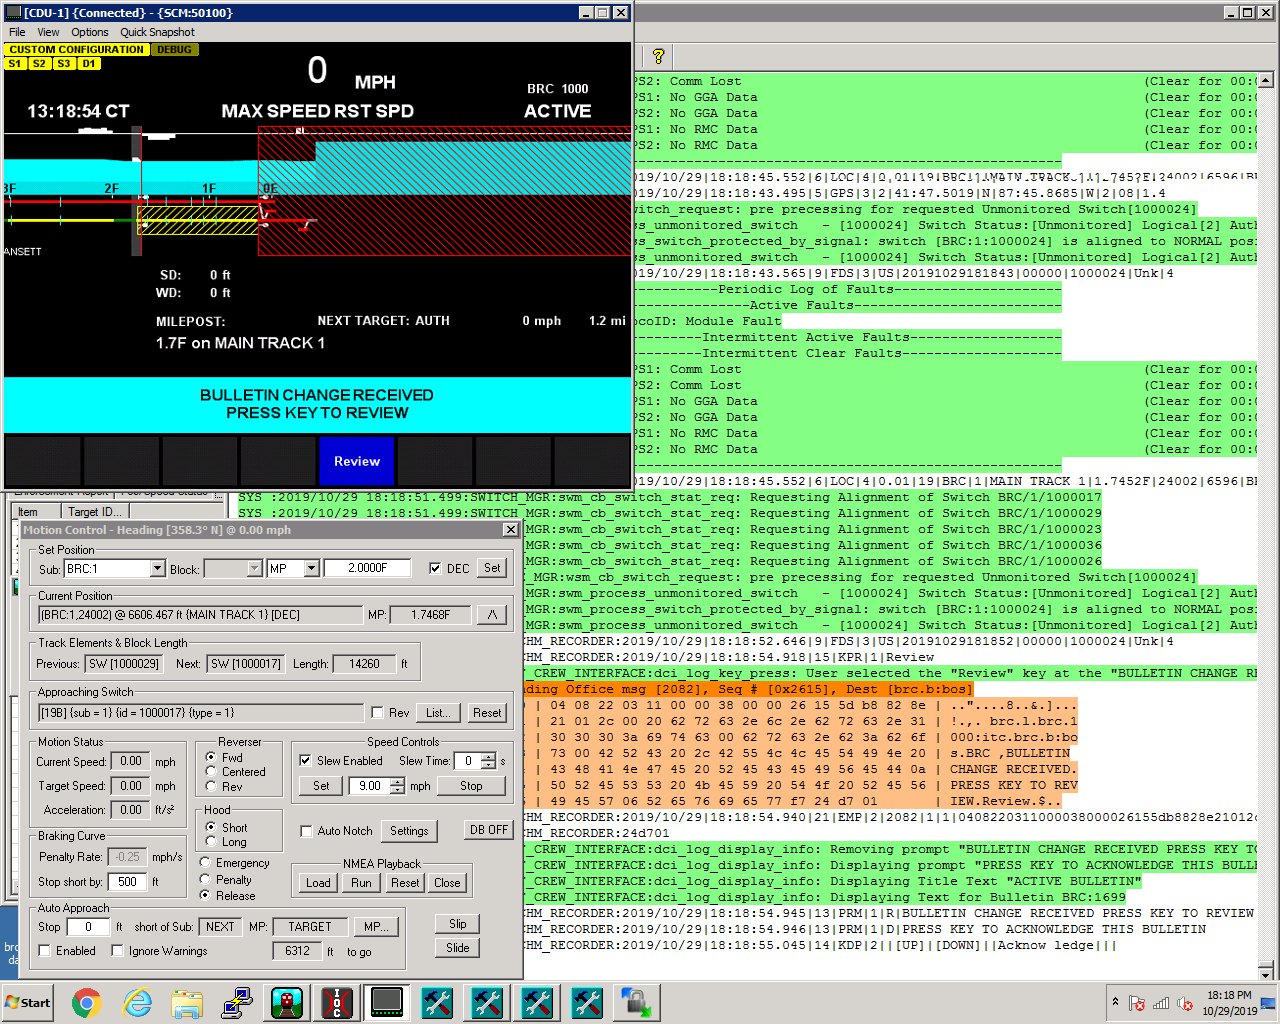 [CDU-1] {Connected} - {SCM:50100}
File View Options Quick Snapshot
CUSTOM CONFIGURATION DEBUG
S1 S2 S3 D1
0 MPH
BRC 1000
13:18:54 CT MAX SPEED RST SPD ACTIVE
3F 2F 1F 0E
ANSETT
SD: 0 ft
WD: 0 ft
MILEPOST: NEXT TARGET: AUTH 0 mph 1.2 mi
1.7F on MAIN TRACK 1
BULLETIN CHANGE RECEIVED
PRESS KEY TO REVIEW
Review
Item Target ID...
Motion Control - Heading [358.3° N] @ 0.00 mph
Set Position
Sub: BRC:1 Block: MP 2.0000F DEC Set
Current Position
[BRC:1,24002] @ 6606.467 ft {MAIN TRACK 1} [DEC] MP: 1.7468F /\
Track Elements & Block Length
Previous: SW [1000029] Next: SW [1000017] Length: 14260 ft
Approaching Switch
[19B] {sub = 1} {id = 1000017} {type = 1} Rev List... Reset
Motion Status Reverser Speed Controls
Current Speed: 0.00 mph Fwd Slew Enabled Slew Time: 0 s
Target Speed: 0.00 mph Centered Set 9.00 mph Stop
Acceleration: 0.00 ft/s² Rev
Hood
Short Auto Notch Settings DB OFF
Long
Braking Curve
Penalty Rate: -0.25 mph/s Emergency NMEA Playback
Stop short by: 500 ft Penalty Load Run Reset Close
Release
Auto Approach
Stop 0 ft short of Sub: NEXT MP: TARGET MP... Slip
Enabled Ignore Warnings 6312 ft to go Slide
PS2: Comm Lost (Clear for 00:0
PS1: No GGA Data (Clear for 00:0
PS2: No GGA Data (Clear for 00:0
PS1: No RMC Data (Clear for 00:0
PS2: No RMC Data (Clear for 00:0
019/10/29|18:18:45.552|6|LOC|4|0.01|19|BRC|1|MAIN TRACK 1|1.7452F|24002|6596|B
019/10/29|18:18:43.495|5|GPS|3|2|41:47.5019|N|87:45.8685|W|2|08|1.4
witch_request: pre precessing for requested Unmonitored Switch[1000024]
ss_unmonitored_switch - [1000024] Switch Status:[Unmonitored] Logical[2] Auth
s_switch_protected_by_signal: switch [BRC:1:1000024] is aligned to NORMAL posi
ss_unmonitored_switch - [1000024] Switch Status:[Unmonitored] Logical[2] Auth
019/10/29|18:18:43.565|9|FDS|3|US|20191029181843|00000|1000024|Unk|4
-------------Periodic Log of Faults---------------------
---------------Active Faults--------------------------
ocoID: Module Fault
---------Intermittent Active Faults-------------------
---------Intermittent Clear Faults--------------------
PS1: Comm Lost (Clear for 00:0
PS2: Comm Lost (Clear for 00:0
PS1: No GGA Data (Clear for 00:0
PS2: No GGA Data (Clear for 00:0
PS1: No RMC Data (Clear for 00:0
PS2: No RMC Data (Clear for 00:0
019/10/29|18:18:45.552|6|LOC|4|0.01|19|BRC|1|MAIN TRACK 1|1.7452F|24002|6596|B
SYS :2019/10/29 18:18:51.499:SWITCH_MGR:swm_cb_switch_stat_req: Requesting Alignment of Switch BRC/1/1000017
SYS :2019/10/29 18:18:51.499:SWITCH_MGR:swm_cb_switch_stat_req: Requesting Alignment of Switch BRC/1/1000029
_MGR:swm_cb_switch_stat_req: Requesting Alignment of Switch BRC/1/1000023
_MGR:swm_cb_switch_stat_req: Requesting Alignment of Switch BRC/1/1000036
_MGR:swm_cb_switch_stat_req: Requesting Alignment of Switch BRC/1/1000026
_MGR:wsm_cb_switch_request: pre precessing for requested Unmonitored Switch[1000024]
_MGR:swm_process_unmonitored_switch - [1000024] Switch Status:[Unmonitored] Logical[2] Auth
_MGR:swm_process_switch_protected_by_signal: switch [BRC:1:1000024] is aligned to NORMAL posi
_MGR:swm_process_unmonitored_switch - [1000024] Switch Status:[Unmonitored] Logical[2] Auth
CHM_RECORDER:2019/10/29|18:18:52.646|9|FDS|3|US|20191029181852|00000|1000024|Unk|4
CHM_RECORDER:2019/10/29|18:18:54.918|15|KPR|1|Review
_CREW_INTERFACE:dci_log_key_press: User selected the "Review" key at the "BULLETIN CHANGE RE
ding Office msg [2082], Seq # [0x2615], Dest [brc.b:bos]
| 04 08 22 03 11 00 00 38 00 00 26 15 5d b8 82 8e | .."....8..&.]...
| 21 01 2c 00 20 62 72 63 2e 6c 2e 62 72 63 2e 31 | !.,. brc.l.brc.1
| 30 30 30 3a 69 74 63 00 62 72 63 2e 62 3a 62 6f | 000:itc.brc.b:bo
| 73 00 42 52 43 20 2c 42 55 4c 4c 45 54 49 4e 20 | s.BRC ,BULLETIN
| 43 48 41 4e 47 45 20 52 45 43 45 49 56 45 44 0a | CHANGE RECEIVED.
| 50 52 45 53 53 20 4b 45 59 20 54 4f 20 52 45 56 | PRESS KEY TO REV
| 49 45 57 06 52 65 76 69 65 77 f7 24 d7 01 | IEW.Review.$..
CHM_RECORDER:2019/10/29|18:18:54.940|21|EMP|2|2082|1|1|0408220311000038000026155db8828e21012c
CHM_RECORDER:24d701
_CREW_INTERFACE:dci_log_display_info: Removing prompt "BULLETIN CHANGE RECEIVED PRESS KEY TO
_CREW_INTERFACE:dci_log_display_info: Displaying prompt "PRESS KEY TO ACKNOWLEDGE THIS BULL
_CREW_INTERFACE:dci_log_display_info: Displaying Title Text "ACTIVE BULLETIN"
_CREW_INTERFACE:dci_log_display_info: Displaying Text for Bulletin BRC:1699
CHM_RECORDER:2019/10/29|18:18:54.945|13|PRM|1|R|BULLETIN CHANGE RECEIVED PRESS KEY TO REVIEW
CHM_RECORDER:2019/10/29|18:18:54.946|13|PRM|1|D|PRESS KEY TO ACKNOWLEDGE THIS BULLETIN
CHM_RECORDER:2019/10/29|18:18:55.045|14|KDP|2||[UP]|[DOWN]||Acknow ledge|||
Start
IOC
18:18 PM
10/29/2019